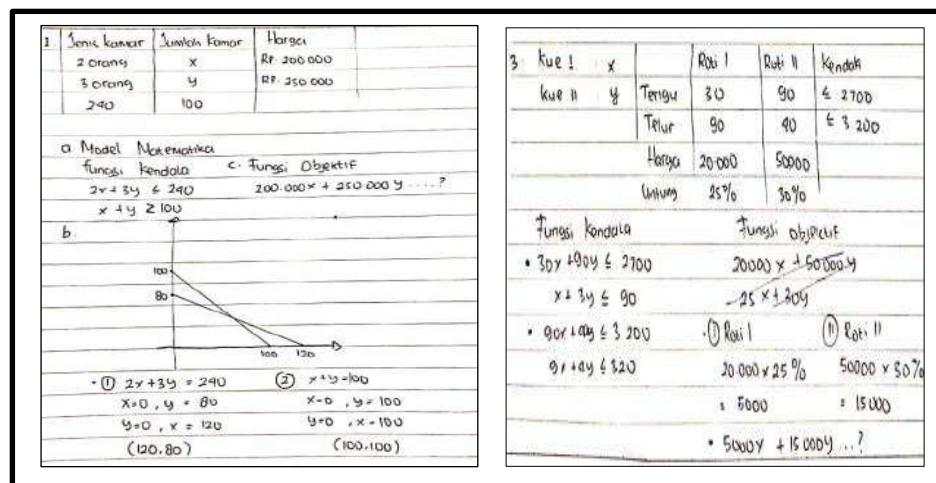 1. Jenis kamar Jumlah kamar Harga
2 orang x RP. 200 000
3 orang y RP. 250 000
240 100
a Model Matematika
fungsi kendala c. Fungsi Objektif
2x + 3y ≤ 240 200.000x + 250 000 y ....?
x + y ≥ 100
b.
100
80
100 120
• ① 2x + 3y = 240 ② x+y=100
x=0, y = 80 x=0, y = 100
y=0, x = 120 y=0, x=100
(120,80) (100,100)
3. Kue I x Roti I Roti II Kendala
kue II y Terigu 30 90 ≤ 2700
Telur 90 40 ≤ 3 200
Harga 20.000 50000
Untung 25% 30%
Fungsi kendala Fungsi objektif
• 30x +90y ≤ 2700 20000 x + 50 000 y
x + 3y ≤ 90 25 x + 30y
• 90x + 40y ≤ 3 200 • ① Roti I ② Roti II
9x + 4y ≤ 320 20.000 x 25% 50000 x 30%
= 5000 = 15 000
• 5000x + 15 000y ...?